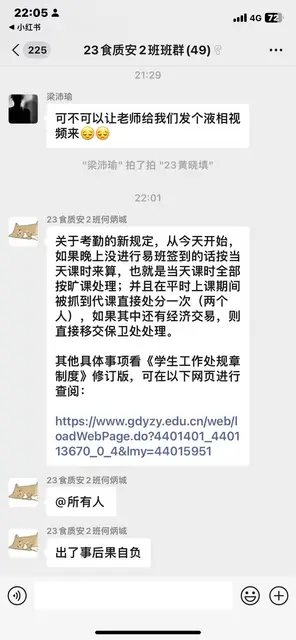 22:05
4G
72
小红书
225
23食质安2班班群(49)
21:29
梁沛瑜
可不可以让老师给我们发个液相视
频来😔😔
"梁沛瑜" 拍了拍 "23黄晓填"
22:01
23食质安2班何炳城
关于考勤的新规定，从今天开始，
如果晚上没进行易班签到的话按当
天课时来算，也就是当天课时全部
按旷课处理；并且在平时上课期间
被抓到代课直接处分一次（两个
人），如果其中还有经济交易，则
直接移交保卫处处理。
其他具体事项看《学生工作处规章
制度》修订版，可在以下网页进行
查阅：
https://www.gdyzy.edu.cn/web/l
oadWebPage.do?4401401_4401
13670_0_4&lmy=44015951
23食质安2班何炳城
@所有人
23食质安2班何炳城
出了事后果自负